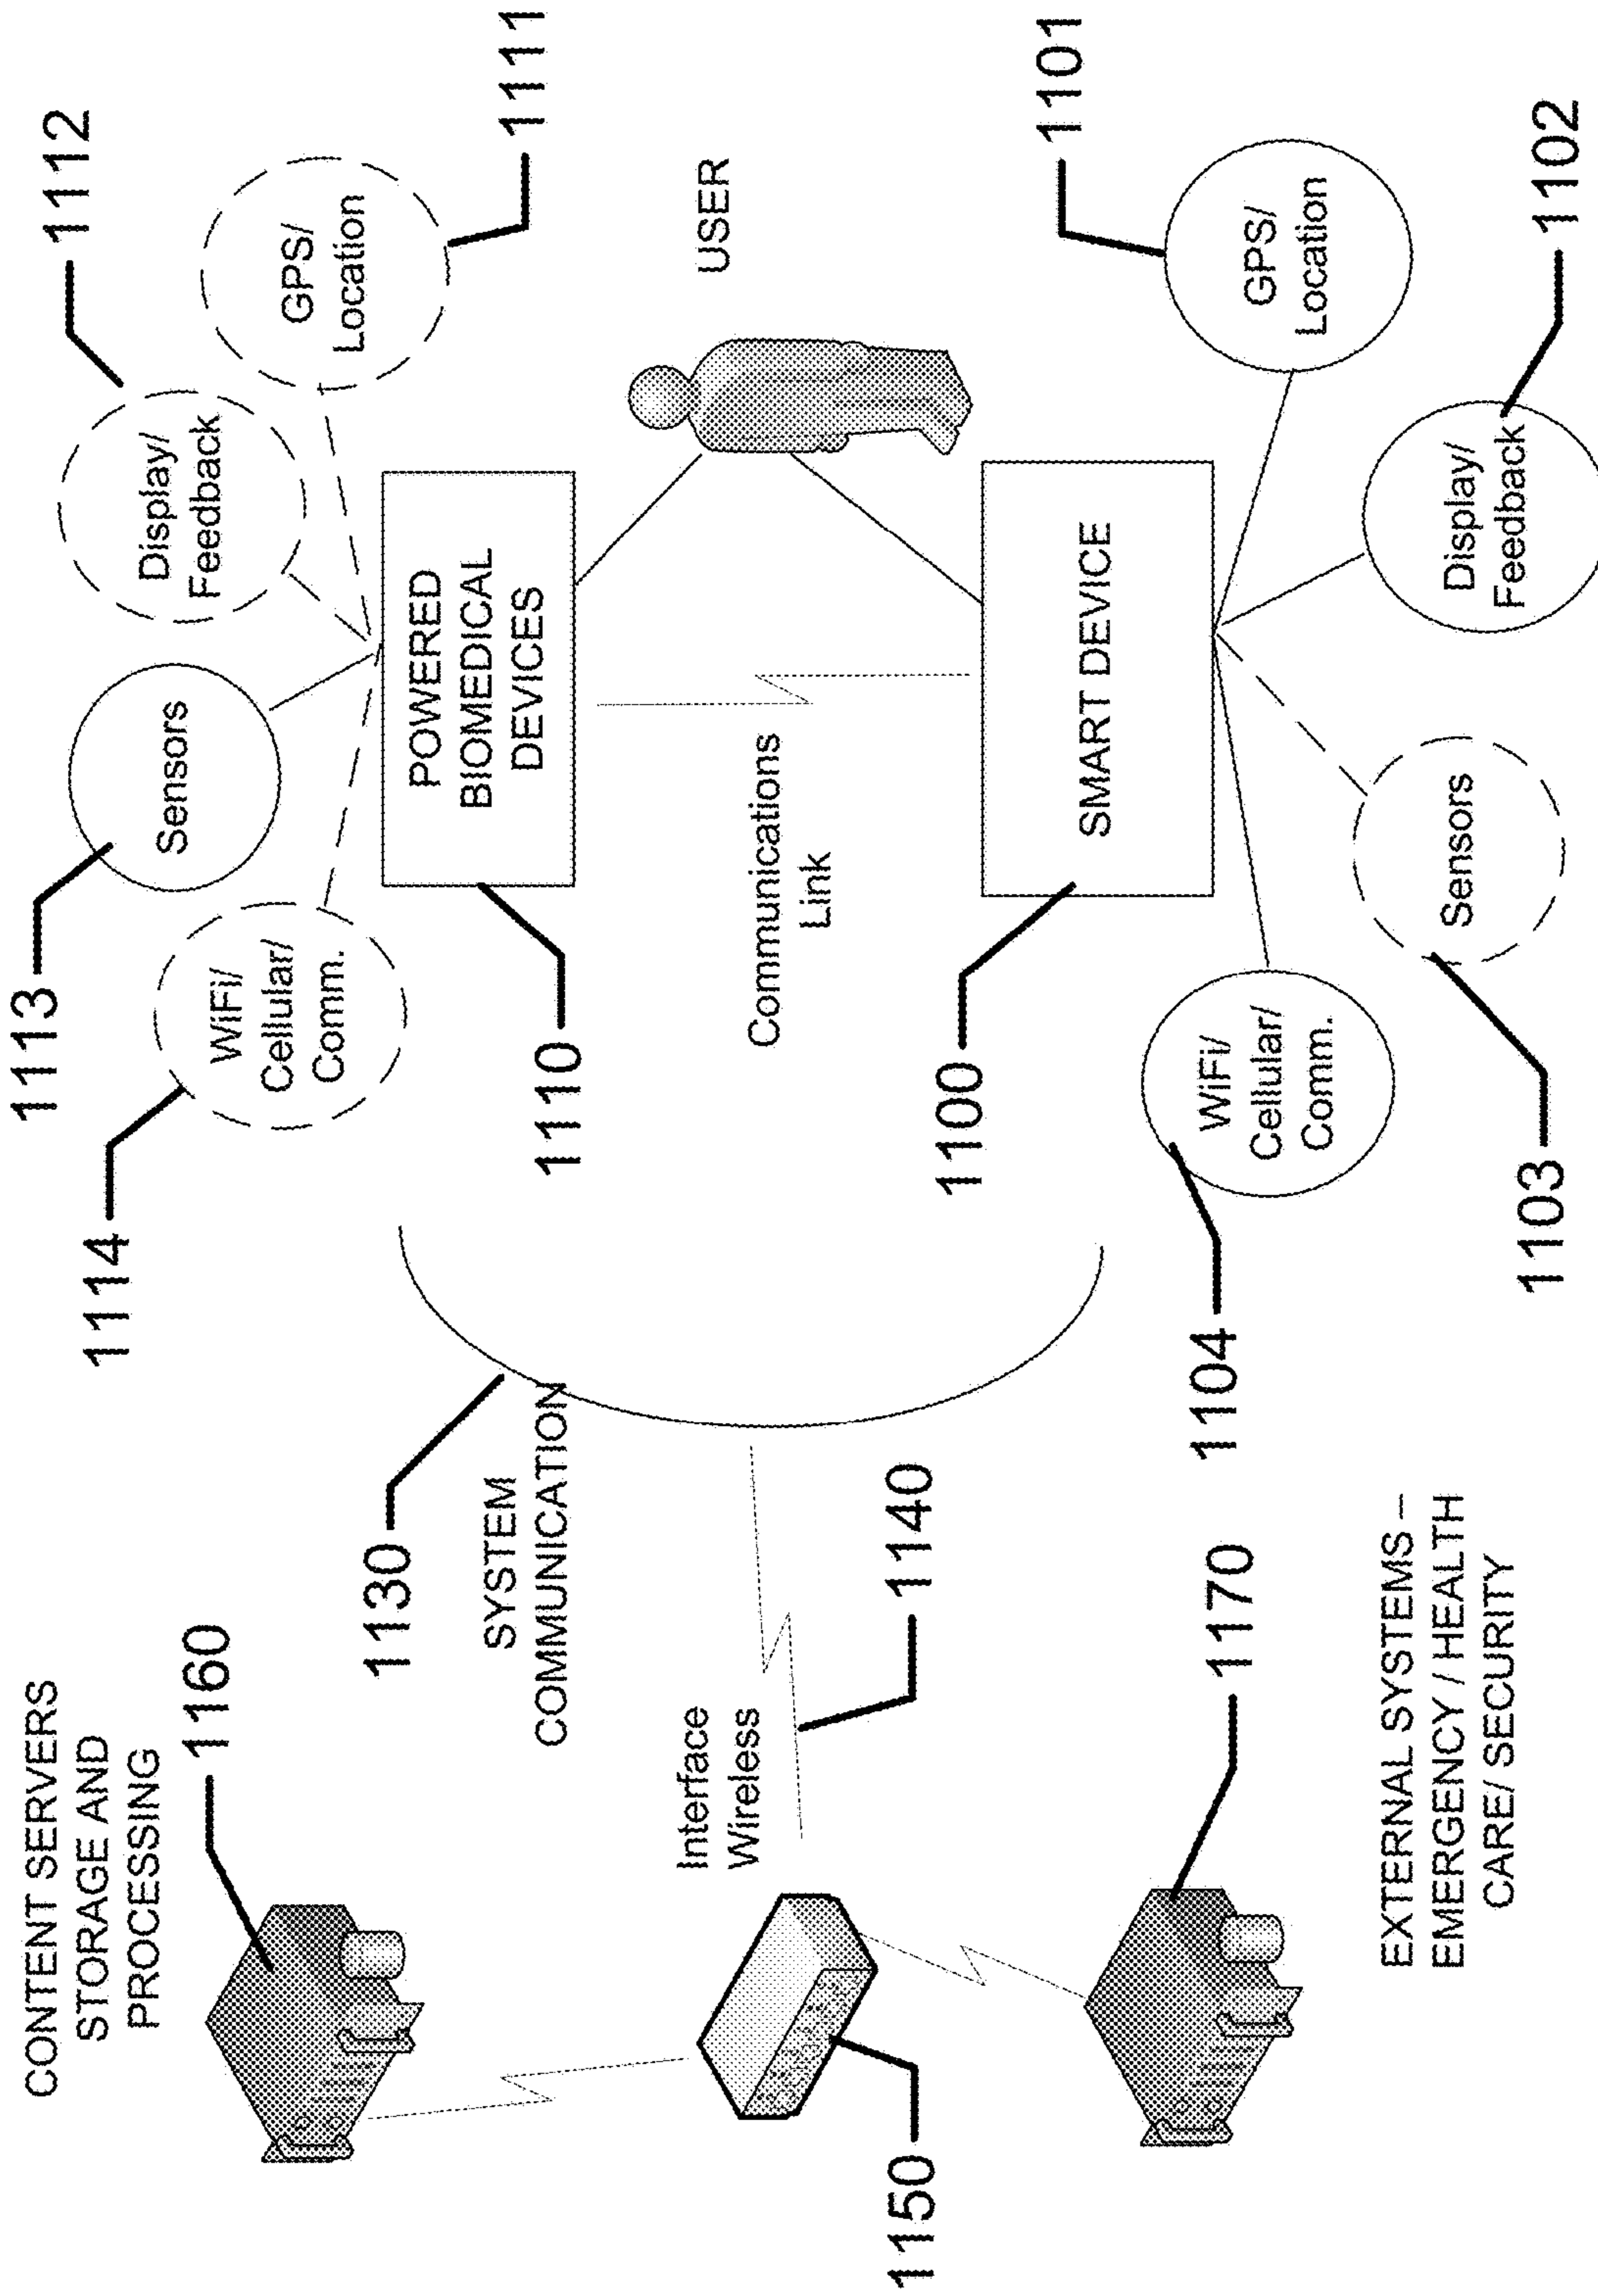 CONTENT SERVERS
STORAGE AND
PROCESSING
1160
1130
SYSTEM
COMMUNICATION
Interface
Wireless
1140
1150
1170
EXTERNAL SYSTEMS –
EMERGENCY / HEALTH
CARE/ SECURITY
1114
WiFi/
Cellular/
Comm.
1113
Sensors
1112
Display/
Feedback
1111
GPS/
Location
1110
POWERED
BIOMEDICAL
DEVICES
USER
Communications
Link
1100
SMART DEVICE
1104
WiFi/
Cellular/
Comm.
1103
Sensors
1102
Display/
Feedback
1101
GPS/
Location